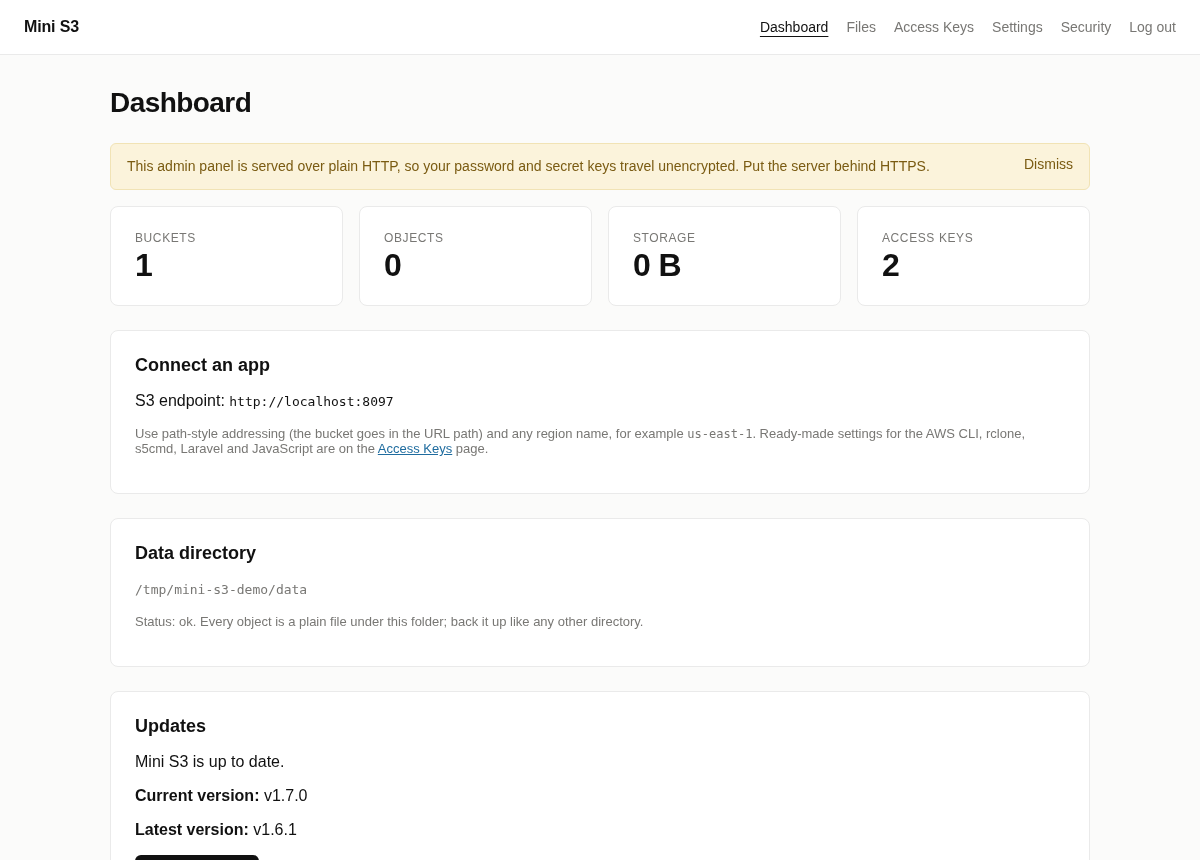 Mini S3
Dashboard Files Access Keys Settings Security Log out
Dashboard
This admin panel is served over plain HTTP, so your password and secret keys travel unencrypted. Put the server behind HTTPS. Dismiss
BUCKETS OBJECTS STORAGE ACCESS KEYS
1 0 0 B 2
Connect an app
S3 endpoint: http://localhost:8097
Use path-style addressing (the bucket goes in the URL path) and any region name, for example us-east-1. Ready-made settings for the AWS CLI, rclone,
s5cmd, Laravel and JavaScript are on the Access Keys page.
Data directory
/tmp/mini-s3-demo/data
Status: ok. Every object is a plain file under this folder; back it up like any other directory.
Updates
Mini S3 is up to date.
Current version: v1.7.0
Latest version: v1.6.1